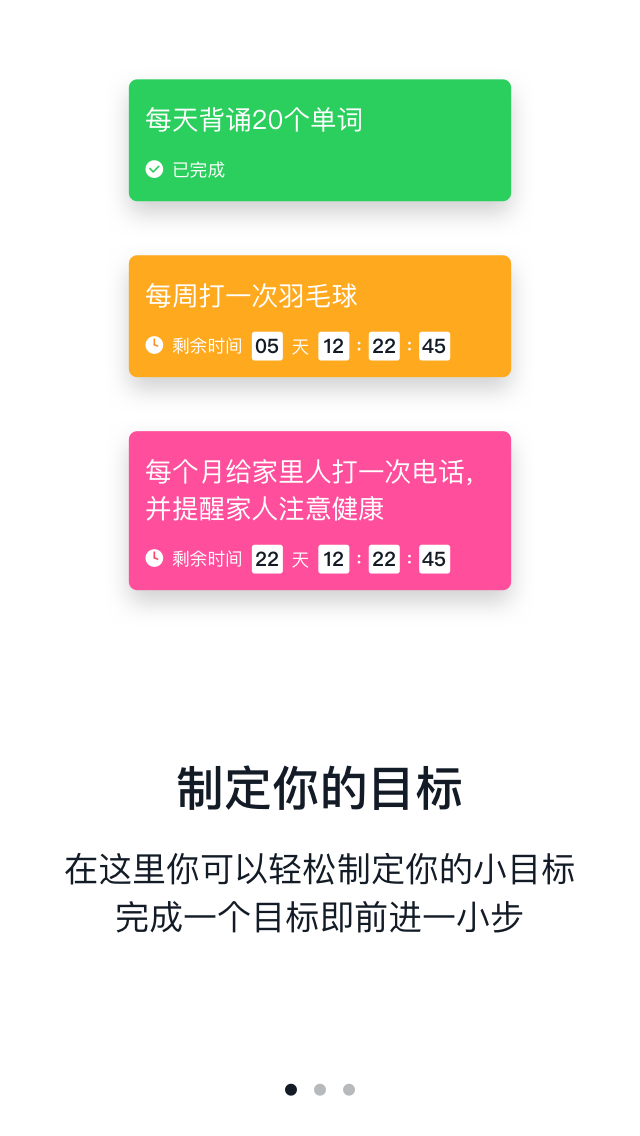 每天背诵20个单词
已完成
每周打一次羽毛球
剩余时间 05 天 12 : 22 : 45
每个月给家里人打一次电话，
并提醒家人注意健康
剩余时间 22 天 12 : 22 : 45
制定你的目标
在这里你可以轻松制定你的小目标
完成一个目标即前进一小步